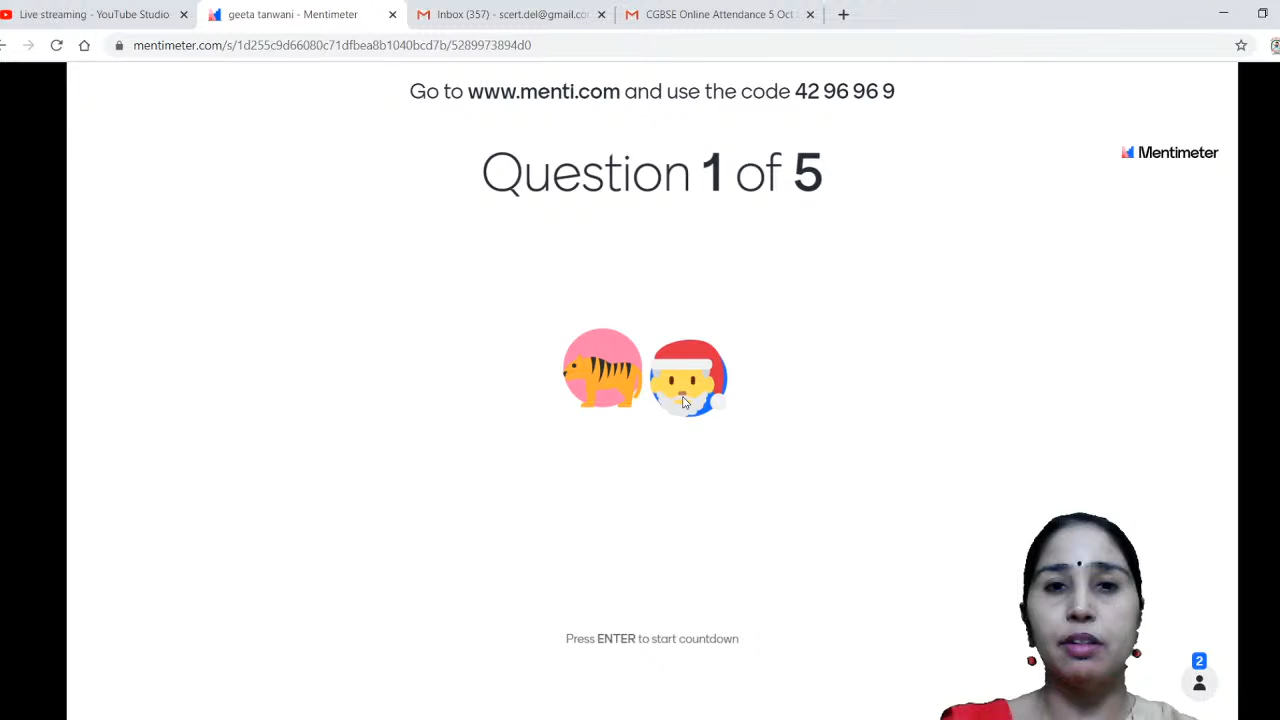 Live streaming - YouTube Studio
geeta tanwani - Mentimeter
Inbox (357) - scert.del@gmail.co
CGBSE Online Attendance 5 Oct
mentimeter.com/s/1d255c9d66080c71dfbea8b1040bcd7b/5289973894d0
Go to www.menti.com and use the code 42 96 96 9
Mentimeter
Question 1 of 5
Press ENTER to start countdown
2